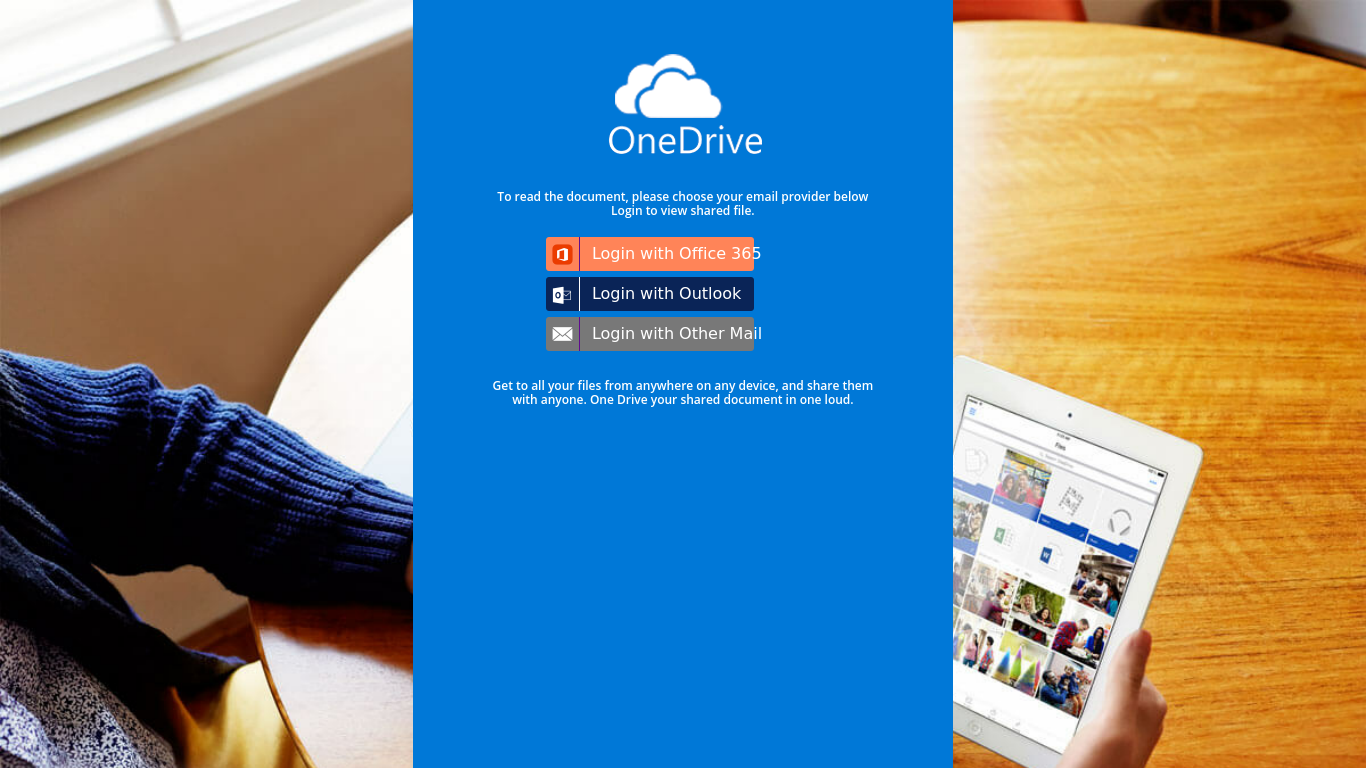 OneDrive
To read the document, please choose your email provider below
Login to view shared file.
Login with Office 365
Login with Outlook
Login with Other Mail
Get to all your files from anywhere on any device, and share them
with anyone. One Drive your shared document in one loud.
Files